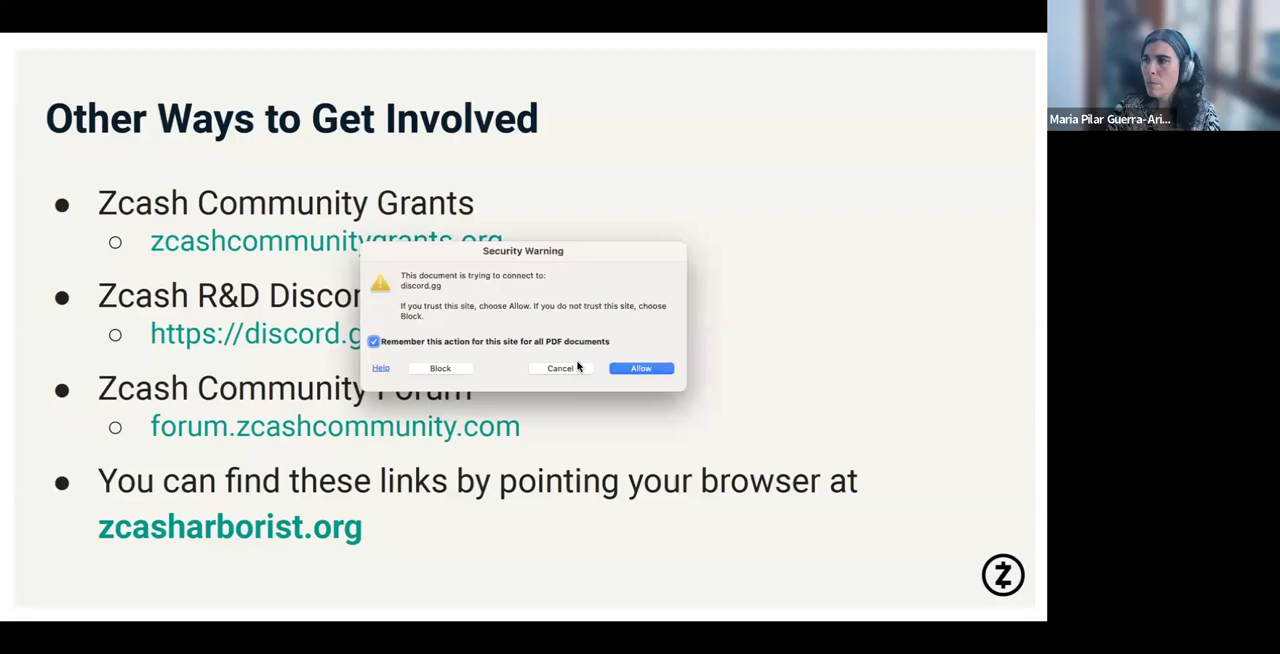 Other Ways to Get Involved
Maria Pilar Guerra-Ari...
● Zcash Community Grants
○ zcashcommunitygrants.org
● Zcash R&D Discor
○ https://discord.g
● Zcash Community Forum
○ forum.zcashcommunity.com
● You can find these links by pointing your browser at
zcasharborist.org
Security Warning
This document is trying to connect to:
discord.gg
If you trust this site, choose Allow. If you do not trust this site, choose
Block.
Remember this action for this site for all PDF documents
Help Block Cancel Allow